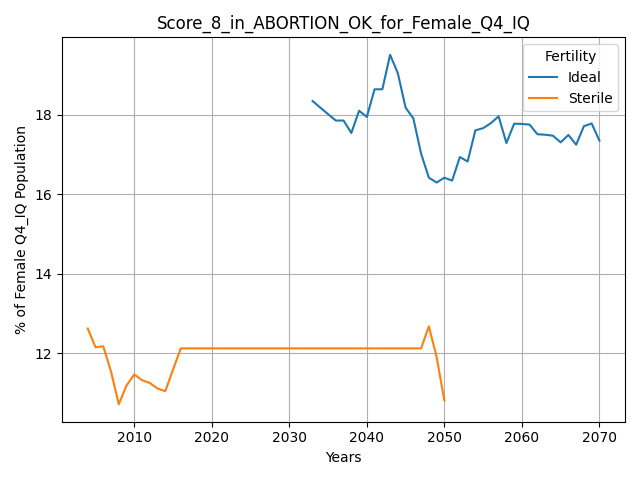 Score_8_in_ABORTION_OK_for_Female_Q4_IQ
Fertility
Ideal
Sterile
% of Female Q4_IQ Population
18
16
14
12
2010 2020 2030 2040 2050 2060 2070
Years